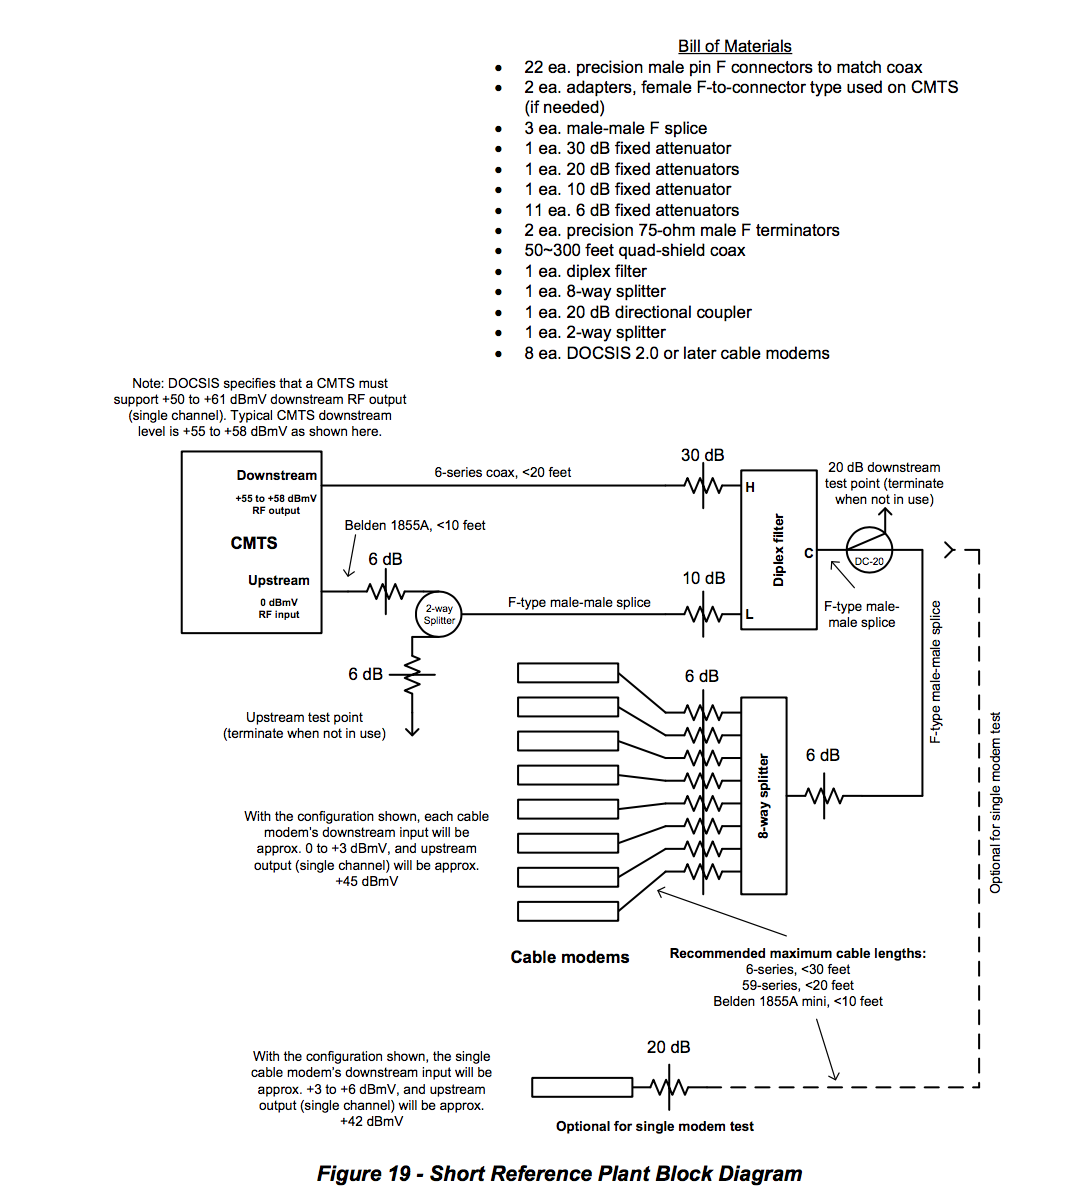 Bill of Materials
• 22 ea. precision male pin F connectors to match coax
• 2 ea. adapters, female F-to-connector type used on CMTS
(if needed)
• 3 ea. male-male F splice
• 1 ea. 30 dB fixed attenuator
• 1 ea. 20 dB fixed attenuators
• 1 ea. 10 dB fixed attenuator
• 11 ea. 6 dB fixed attenuators
• 2 ea. precision 75-ohm male F terminators
• 50~300 feet quad-shield coax
• 1 ea. diplex filter
• 1 ea. 8-way splitter
• 1 ea. 20 dB directional coupler
• 1 ea. 2-way splitter
• 8 ea. DOCSIS 2.0 or later cable modems
Note: DOCSIS specifies that a CMTS must
support +50 to +61 dBmV downstream RF output
(single channel). Typical CMTS downstream
level is +55 to +58 dBmV as shown here.
Downstream
+55 to +58 dBmV
RF output
CMTS
Upstream
0 dBmV
RF input
6-series coax, <20 feet
Belden 1855A, <10 feet
6 dB
2-way
Splitter
F-type male-male splice
6 dB
Upstream test point
(terminate when not in use)
30 dB
10 dB
H
L
C
Diplex filter
20 dB downstream
test point (terminate
when not in use)
DC-20
F-type male-
male splice
F-type male-male splice
Optional for single modem test
6 dB
8-way splitter
6 dB
With the configuration shown, each cable
modem's downstream input will be
approx. 0 to +3 dBmV, and upstream
output (single channel) will be approx.
+45 dBmV
Cable modems
Recommended maximum cable lengths:
6-series, <30 feet
59-series, <20 feet
Belden 1855A mini, <10 feet
With the configuration shown, the single
cable modem's downstream input will be
approx. +3 to +6 dBmV, and upstream
output (single channel) will be approx.
+42 dBmV
20 dB
Optional for single modem test
Figure 19 - Short Reference Plant Block Diagram